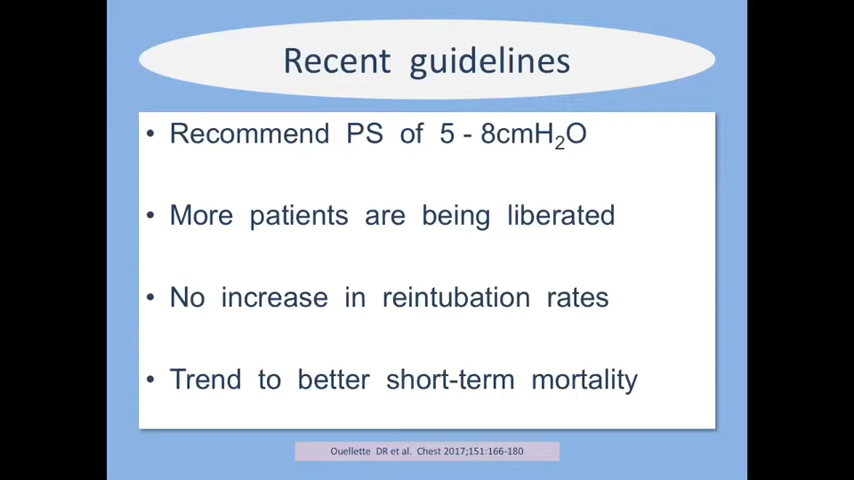 Recent guidelines
• Recommend PS of 5 - 8cmH₂O
• More patients are being liberated
• No increase in reintubation rates
• Trend to better short-term mortality
Ouellette DR et al. Chest 2017;151:166-180